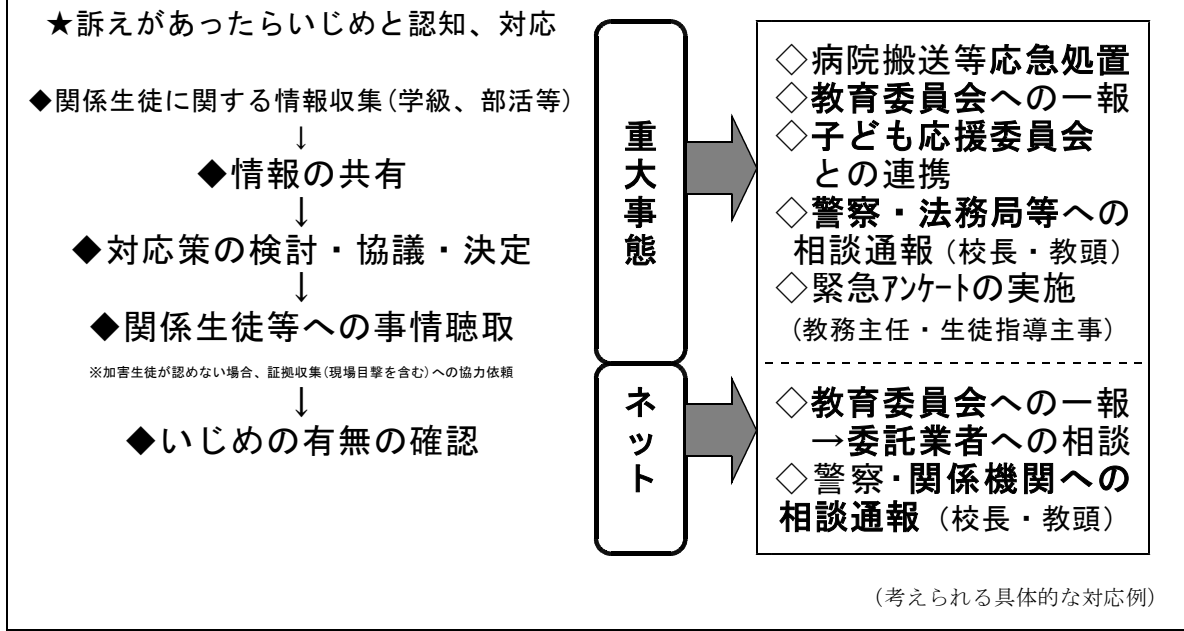 ★訴えがあったらいじめと認知、対応
◆関係生徒に関する情報収集(学級、部活等)
↓
◆情報の共有
↓
◆対応策の検討・協議・決定
↓
◆関係生徒等への事情聴取
※加害生徒が認めない場合、証拠収集(現場目撃を含む)への協力依頼
↓
◆いじめの有無の確認
重大事態
◇病院搬送等応急処置
◇教育委員会への一報
◇子ども応援委員会
との連携
◇警察・法務局等への
相談通報(校長・教頭)
◇緊急ｱﾝｹｰﾄの実施
(教務主任・生徒指導主事)
ネット
◇教育委員会への一報
→委託業者への相談
◇警察・関係機関への
相談通報(校長・教頭)
(考えられる具体的な対応例)